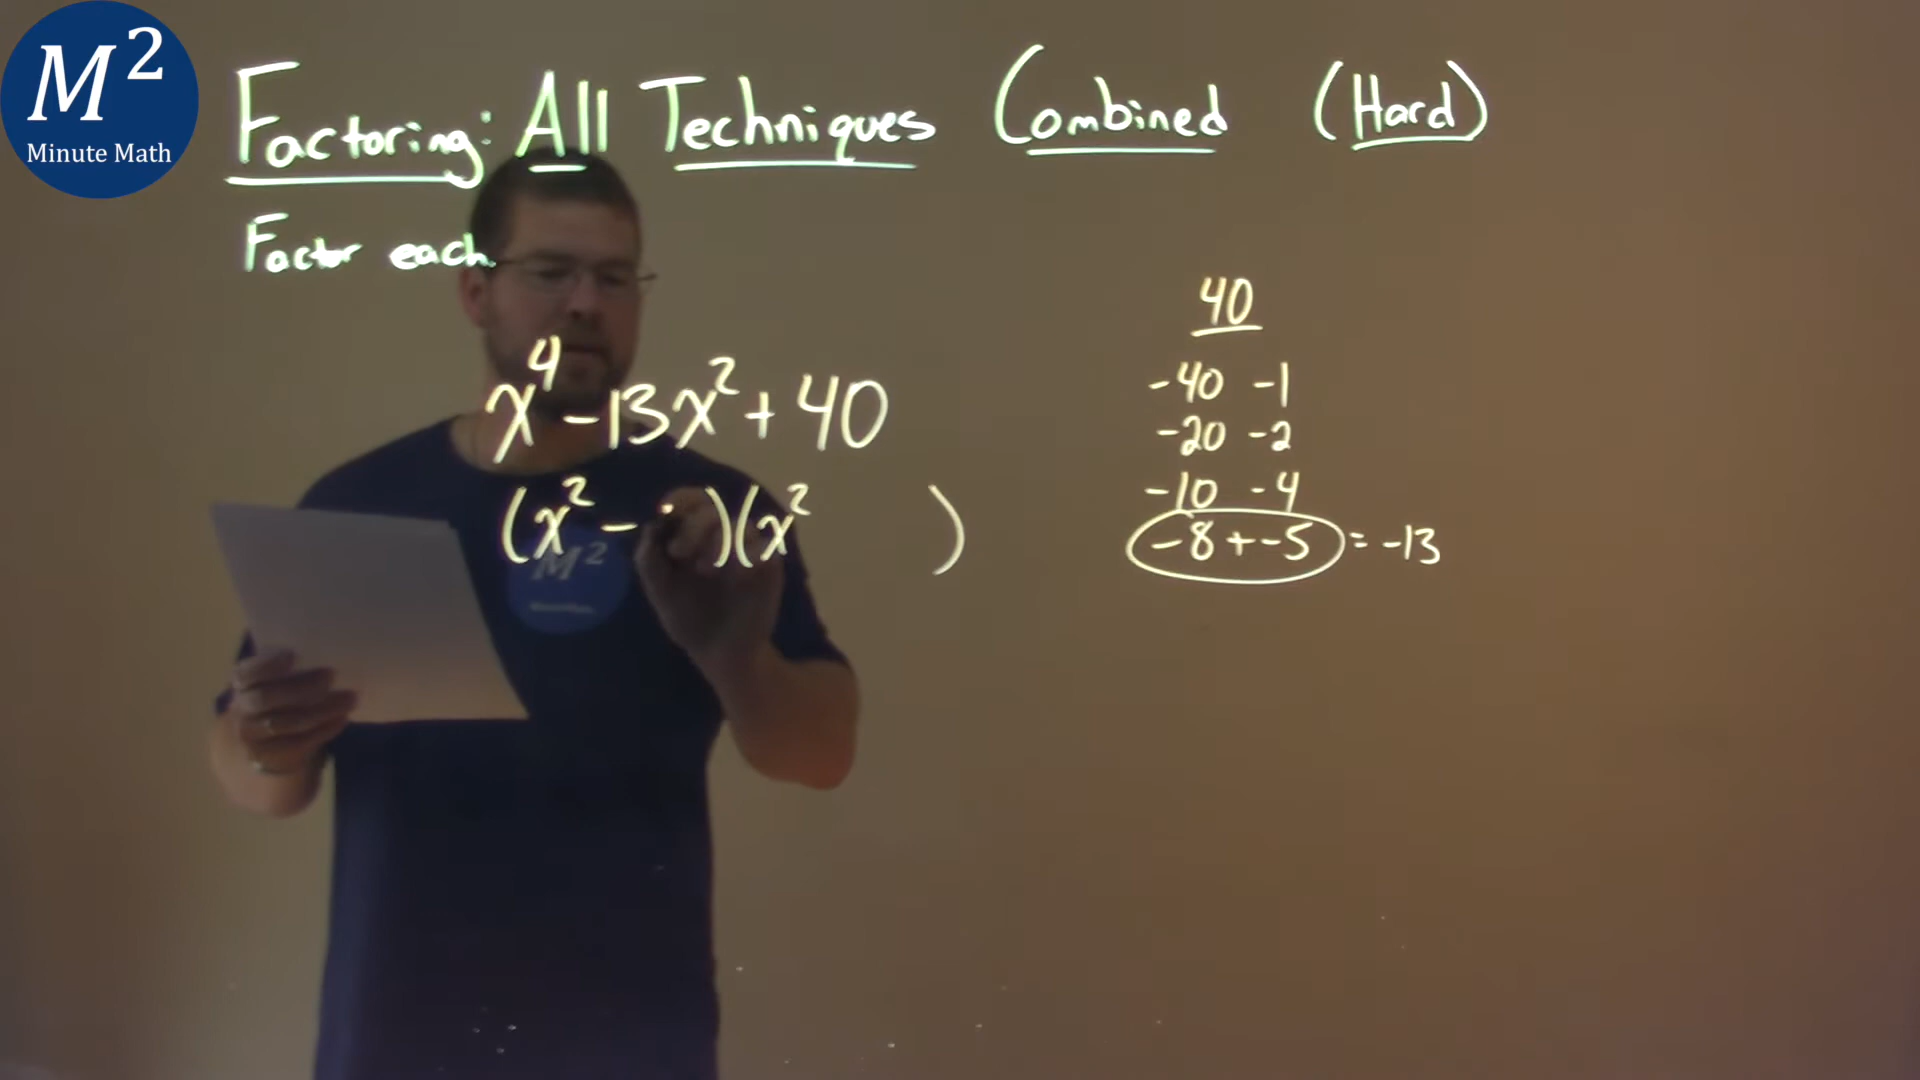 M²
Minute Math
Factoring: All Techniques Combined (Hard)
Factor each.
x⁴ - 13x² + 40
(x² - )(x² )
40
-40 -1
-20 -2
-10 -4
-8 + -5 = -13
M²